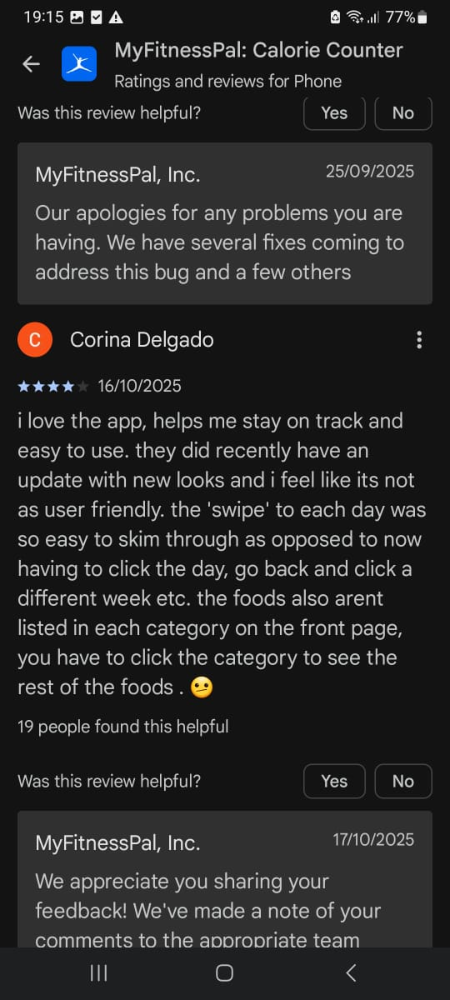 19:15 77%
MyFitnessPal: Calorie Counter
Ratings and reviews for Phone
Was this review helpful? Yes No
MyFitnessPal, Inc. 25/09/2025
Our apologies for any problems you are
having. We have several fixes coming to
address this bug and a few others
C Corina Delgado
16/10/2025
i love the app, helps me stay on track and
easy to use. they did recently have an
update with new looks and i feel like its not
as user friendly. the 'swipe' to each day was
so easy to skim through as opposed to now
having to click the day, go back and click a
different week etc. the foods also arent
listed in each category on the front page,
you have to click the category to see the
rest of the foods . 🫤
19 people found this helpful
Was this review helpful? Yes No
MyFitnessPal, Inc. 17/10/2025
We appreciate you sharing your
feedback! We've made a note of your
comments to the appropriate team